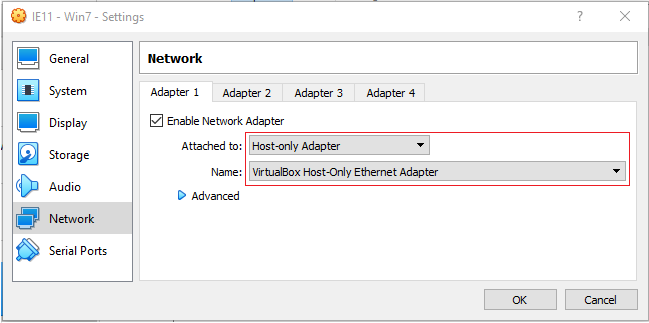 IE11 - Win7 - Settings
?
General
System
Display
Storage
Audio
Network
Serial Ports
Network
Adapter 1 Adapter 2 Adapter 3 Adapter 4
Enable Network Adapter
Attached to: Host-only Adapter
Name: VirtualBox Host-Only Ethernet Adapter
Advanced
OK Cancel